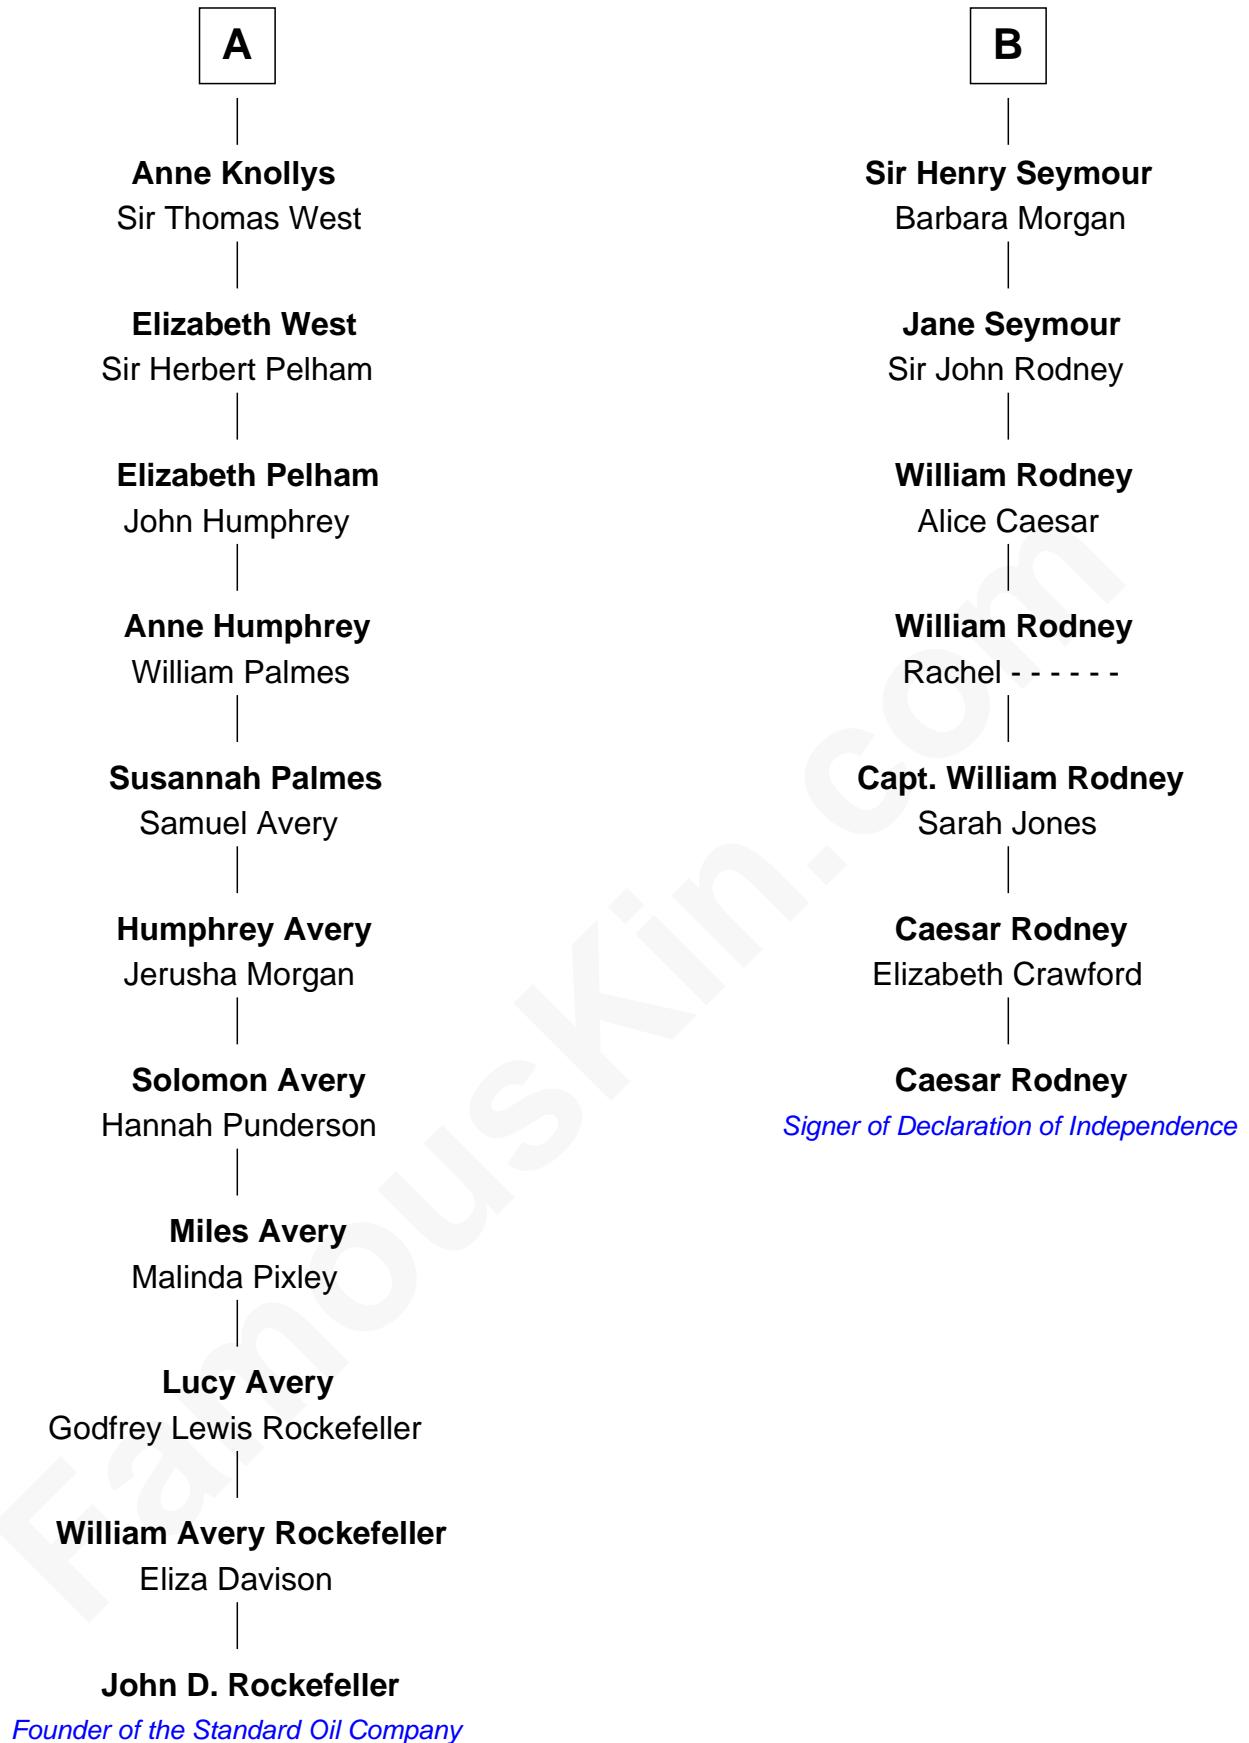 A
Anne Knollys
Sir Thomas West
Elizabeth West
Sir Herbert Pelham
Elizabeth Pelham
John Humphrey
Anne Humphrey
William Palmes
Susannah Palmes
Samuel Avery
Humphrey Avery
Jerusha Morgan
Solomon Avery
Hannah Punderson
Miles Avery
Malinda Pixley
Lucy Avery
Godfrey Lewis Rockefeller
William Avery Rockefeller
Eliza Davison
John D. Rockefeller
Founder of the Standard Oil Company
B
Sir Henry Seymour
Barbara Morgan
Jane Seymour
Sir John Rodney
William Rodney
Alice Caesar
William Rodney
Rachel - - - - - -
Capt. William Rodney
Sarah Jones
Caesar Rodney
Elizabeth Crawford
Caesar Rodney
Signer of Declaration of Independence
FamousKin.com